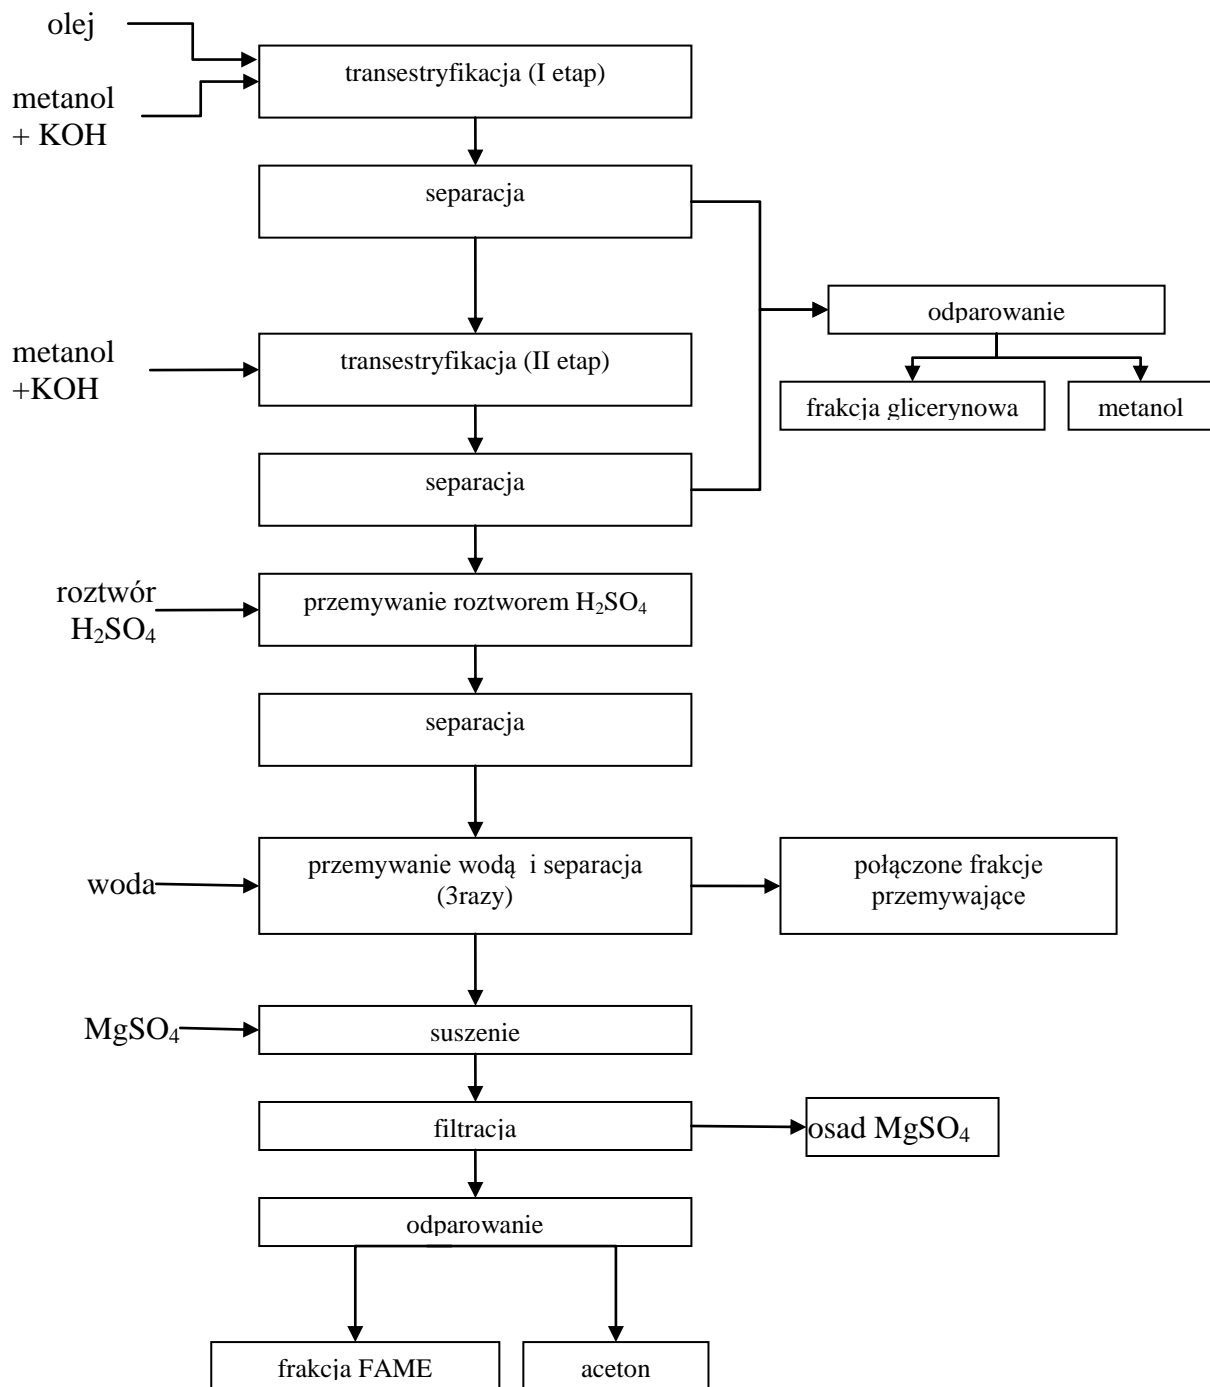 olej
metanol
+ KOH
transestryfikacja (I etap)
separacja
odparowanie
frakcja glicerynowa
metanol
metanol
+KOH
transestryfikacja (II etap)
separacja
roztwór
H₂SO₄
przemywanie roztworem H₂SO₄
separacja
woda
przemywanie wodą i separacja
(3razy)
połączone frakcje
przemywające
MgSO₄
suszenie
filtracja
osad MgSO₄
odparowanie
frakcja FAME
aceton